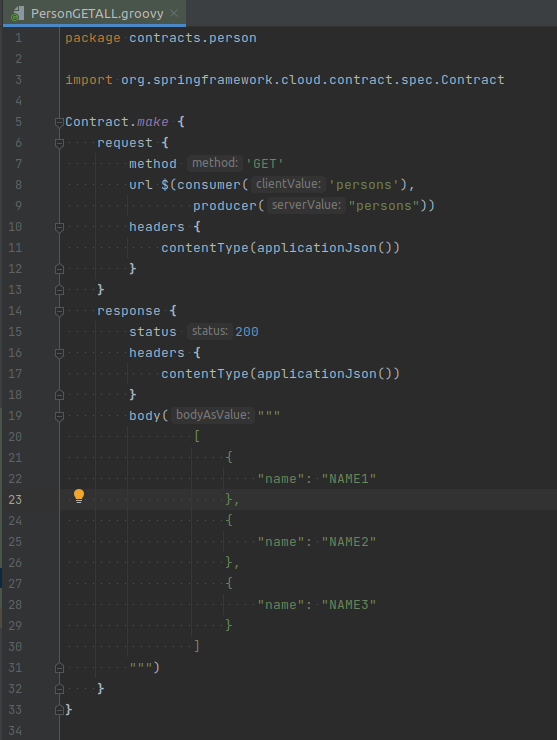 PersonGETALL.groovy
1 package contracts.person
2
3 import org.springframework.cloud.contract.spec.Contract
4
5 Contract.make {
6 request {
7 method method: 'GET'
8 url $(consumer( clientValue: 'persons'),
9 producer( serverValue: "persons"))
10 headers {
11 contentType(applicationJson())
12 }
13 }
14 response {
15 status status: 200
16 headers {
17 contentType(applicationJson())
18 }
19 body( bodyAsValue: """
20 [
21 {
22 "name": "NAME1"
23 },
24 {
25 "name": "NAME2"
26 },
27 {
28 "name": "NAME3"
29 }
30 ]
31 """)
32 }
33 }
34